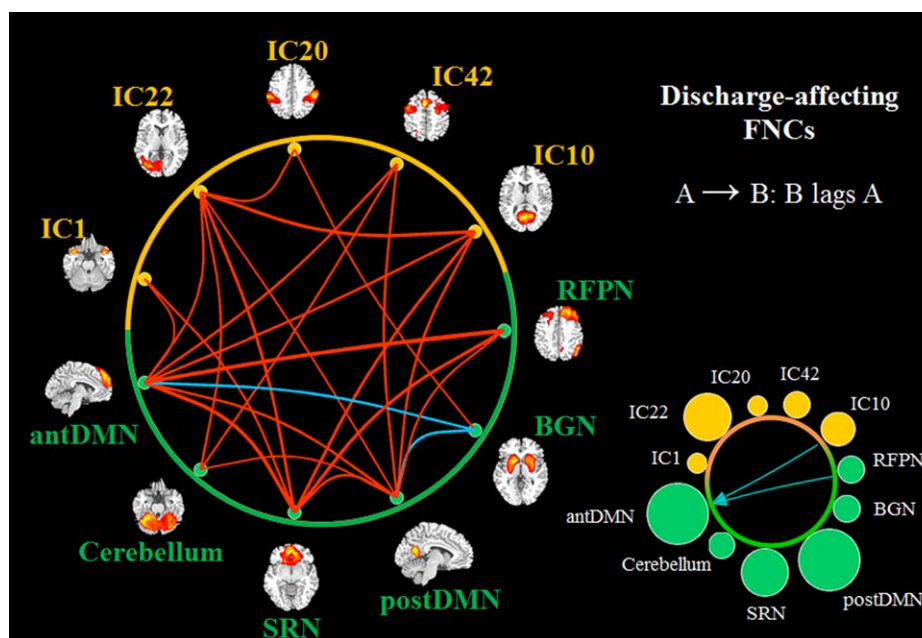 IC20
IC22
IC42
IC10
IC1
RFPN
antDMN
BGN
Cerebellum
postDMN
SRN
Discharge-affecting
FNCs
A → B: B lags A
IC20
IC42
IC22
IC10
IC1
RFPN
antDMN
BGN
Cerebellum
SRN
postDMN